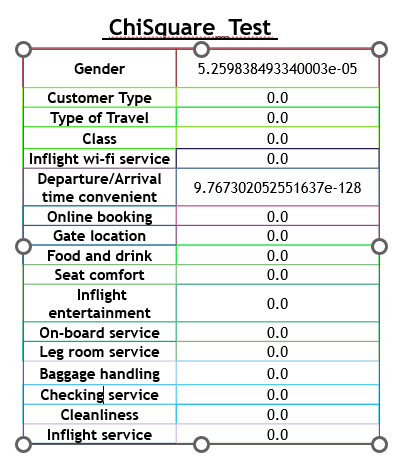 ChiSquare_Test
Gender 5.259838493340003e-05
Customer Type 0.0
Type of Travel 0.0
Class 0.0
Inflight wi-fi service 0.0
Departure/Arrival
time convenient 9.767302052551637e-128
Online booking 0.0
Gate location 0.0
Food and drink 0.0
Seat comfort 0.0
Inflight
entertainment 0.0
On-board service 0.0
Leg room service 0.0
Baggage handling 0.0
Checking service 0.0
Cleanliness 0.0
Inflight service 0.0